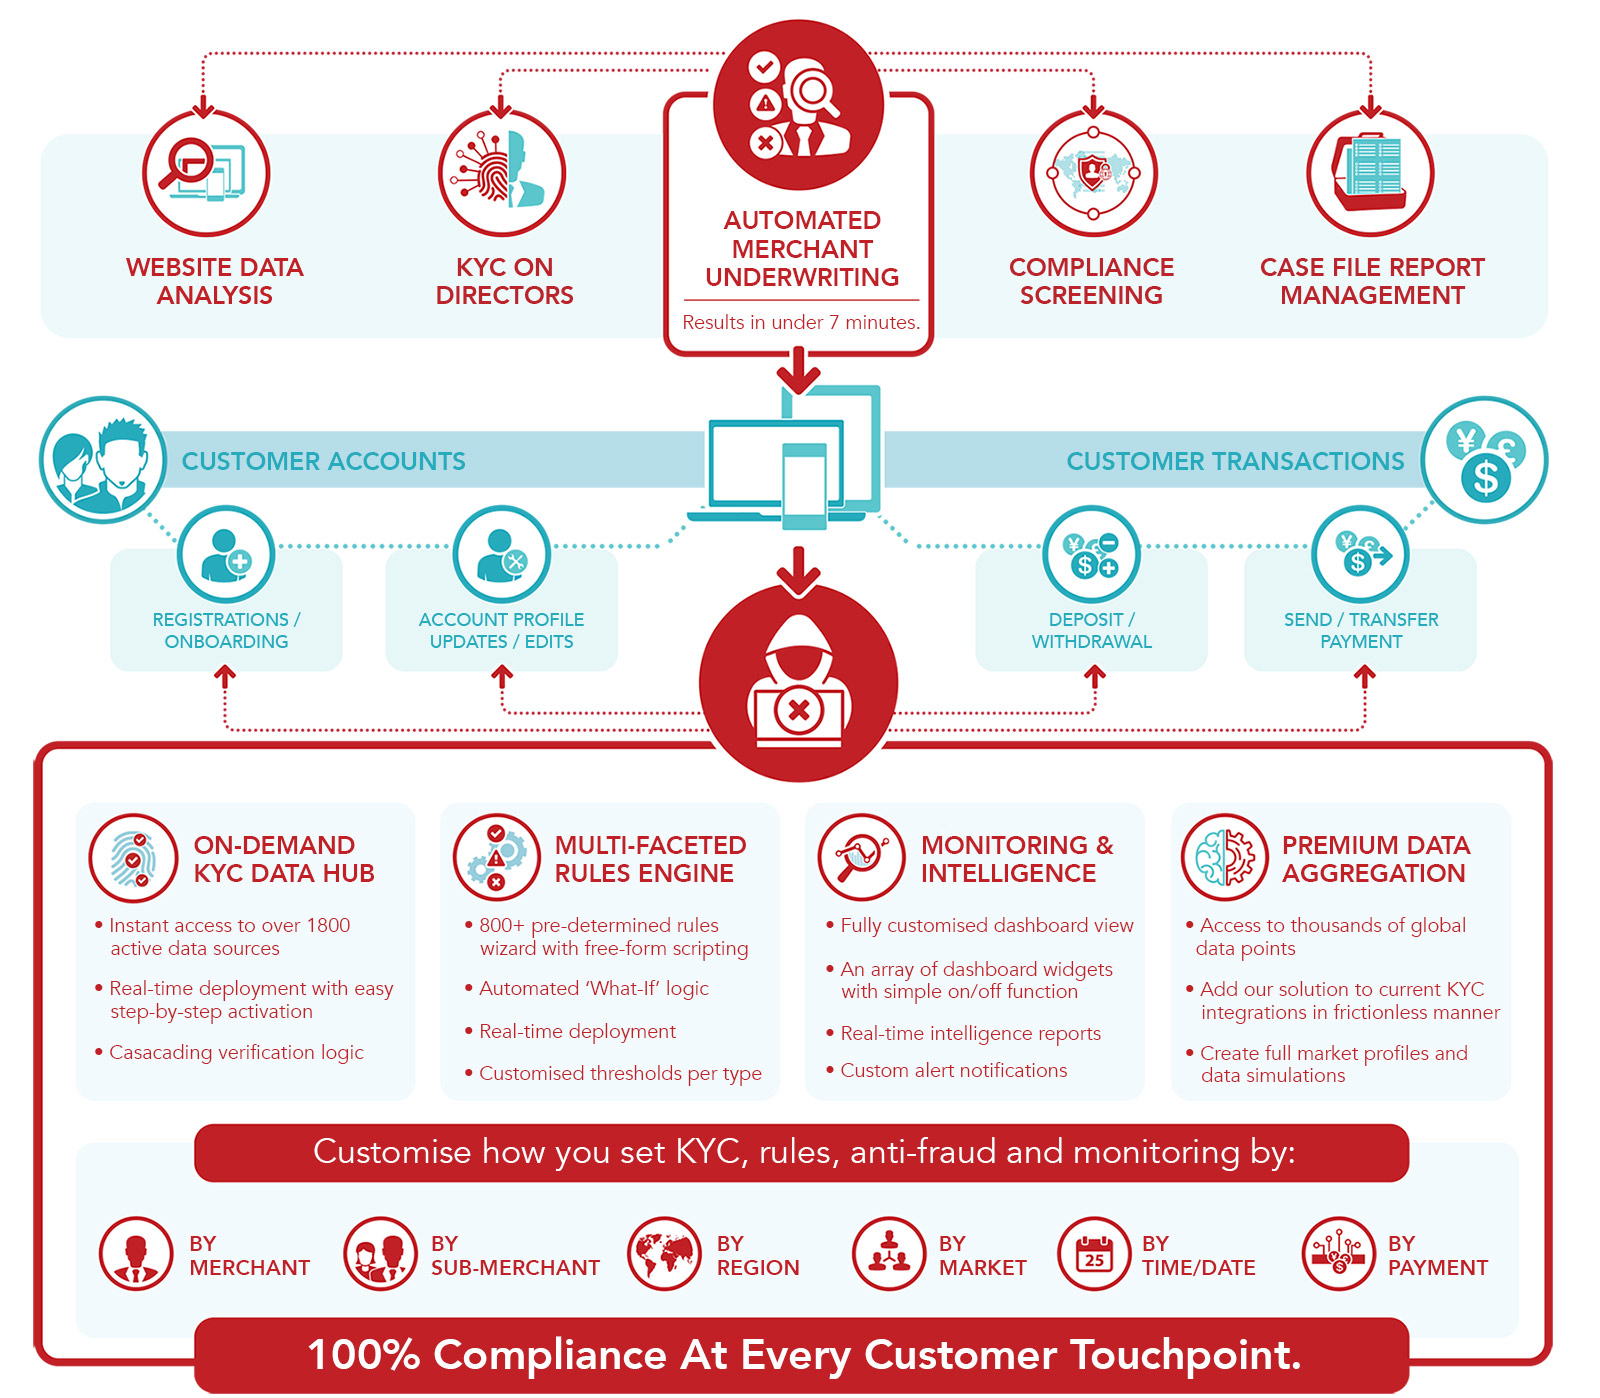 AUTOMATED
MERCHANT
UNDERWRITING
Results in under 7 minutes.
WEBSITE DATA
ANALYSIS
KYC ON
DIRECTORS
COMPLIANCE
SCREENING
CASE FILE REPORT
MANAGEMENT
CUSTOMER ACCOUNTS
CUSTOMER TRANSACTIONS
¥ £
$
REGISTRATIONS /
ONBOARDING
ACCOUNT PROFILE
UPDATES / EDITS
¥
$
DEPOSIT /
WITHDRAWAL
¥ £
$
SEND / TRANSFER
PAYMENT
ON-DEMAND
KYC DATA HUB
• Instant access to over 1800
active data sources
• Real-time deployment with easy
step-by-step activation
• Casacading verification logic
MULTI-FACETED
RULES ENGINE
• 800+ pre-determined rules
wizard with free-form scripting
• Automated ‘What-If’ logic
• Real-time deployment
• Customised thresholds per type
MONITORING &
INTELLIGENCE
• Fully customised dashboard view
• An array of dashboard widgets
with simple on/off function
• Real-time intelligence reports
• Custom alert notifications
PREMIUM DATA
AGGREGATION
• Access to thousands of global
data points
• Add our solution to current KYC
integrations in frictionless manner
• Create full market profiles and
data simulations
Customise how you set KYC, rules, anti-fraud and monitoring by:
BY
MERCHANT
BY
SUB-MERCHANT
BY
REGION
BY
MARKET
25
BY
TIME/DATE
BY
PAYMENT
100% Compliance At Every Customer Touchpoint.